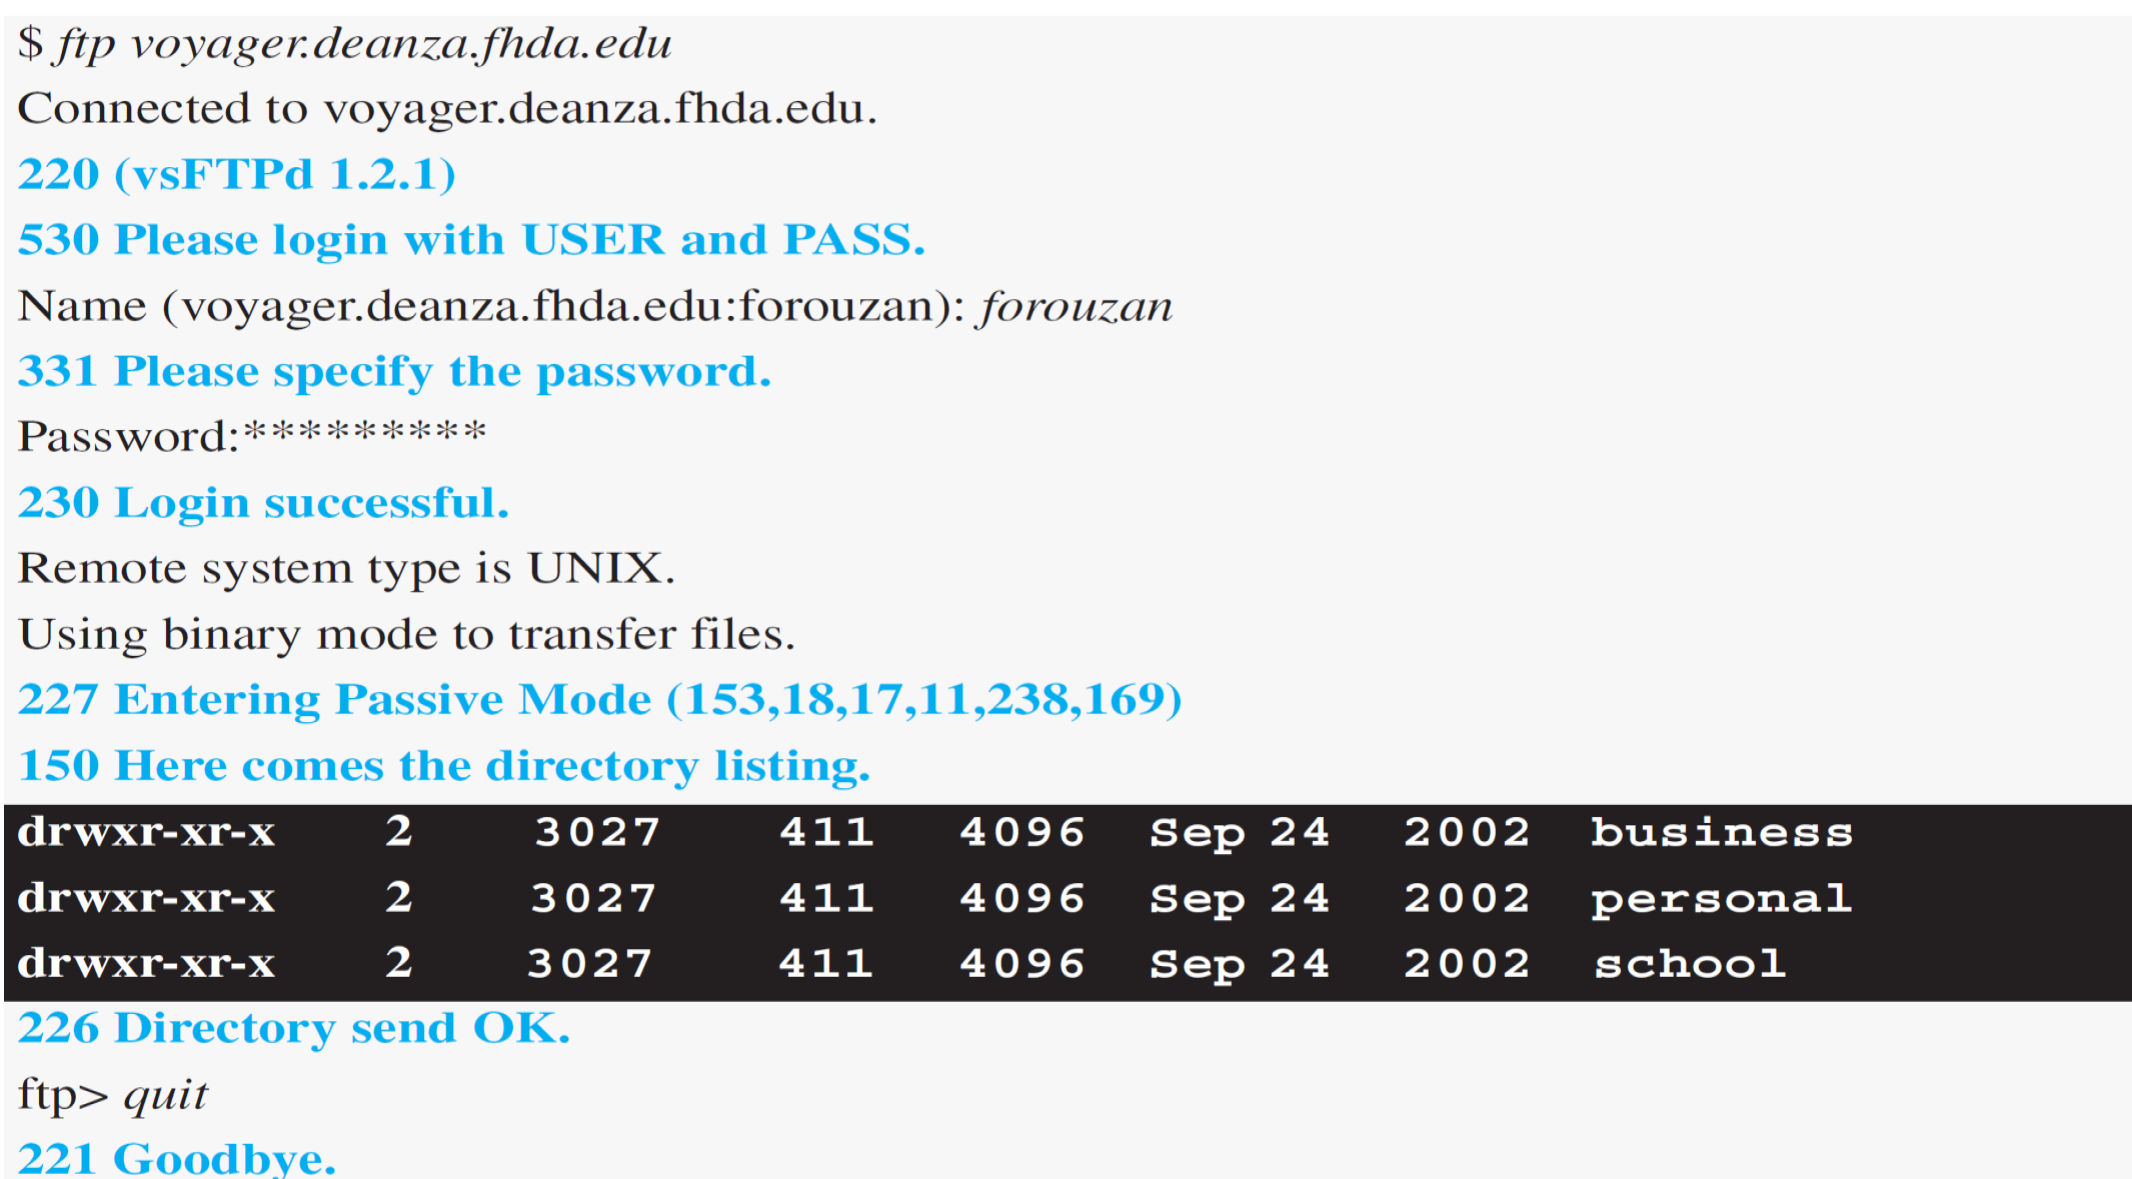 $ ftp voyager.deanza.fhda.edu
Connected to voyager.deanza.fhda.edu.
220 (vsFTPd 1.2.1)
530 Please login with USER and PASS.
Name (voyager.deanza.fhda.edu:forouzan): forouzan
331 Please specify the password.
Password:*********
230 Login successful.
Remote system type is UNIX.
Using binary mode to transfer files.
227 Entering Passive Mode (153,18,17,11,238,169)
150 Here comes the directory listing.
drwxr-xr-x 2 3027 411 4096 Sep 24 2002 business
drwxr-xr-x 2 3027 411 4096 Sep 24 2002 personal
drwxr-xr-x 2 3027 411 4096 Sep 24 2002 school
226 Directory send OK.
ftp> quit
221 Goodbye.